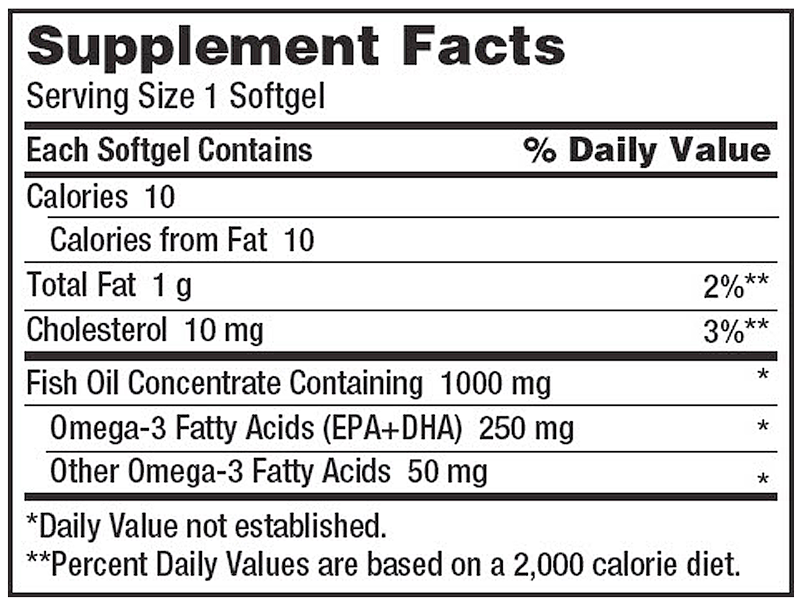 Supplement Facts
Serving Size 1 Softgel
Each Softgel Contains % Daily Value
Calories 10
Calories from Fat 10
Total Fat 1 g 2%**
Cholesterol 10 mg 3%**
Fish Oil Concentrate Containing 1000 mg *
Omega-3 Fatty Acids (EPA+DHA) 250 mg *
Other Omega-3 Fatty Acids 50 mg *
*Daily Value not established.
**Percent Daily Values are based on a 2,000 calorie diet.